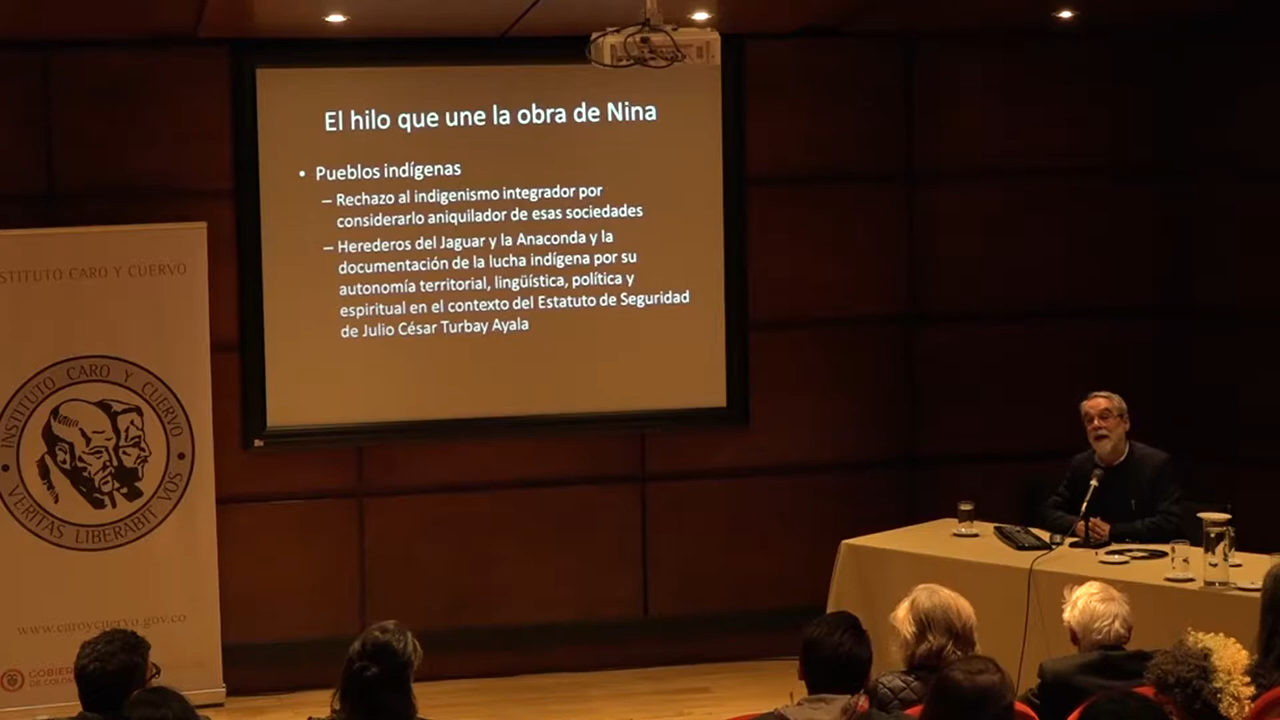 El hilo que une la obra de Nina
• Pueblos indígenas
– Rechazo al indigenismo integrador por
considerarlo aniquilador de esas sociedades
– Herederos del Jaguar y la Anaconda y la
documentación de la lucha indígena por su
autonomía territorial, lingüística, política y
espiritual en el contexto del Estatuto de Seguridad
de Julio César Turbay Ayala
STITUTO CARO Y CUERVO
INSTITUTO CARO Y CUERVO
VERITAS LIBERABIT VOS
www.caroycuervo.gov.co
GOBIER
DE COLOM